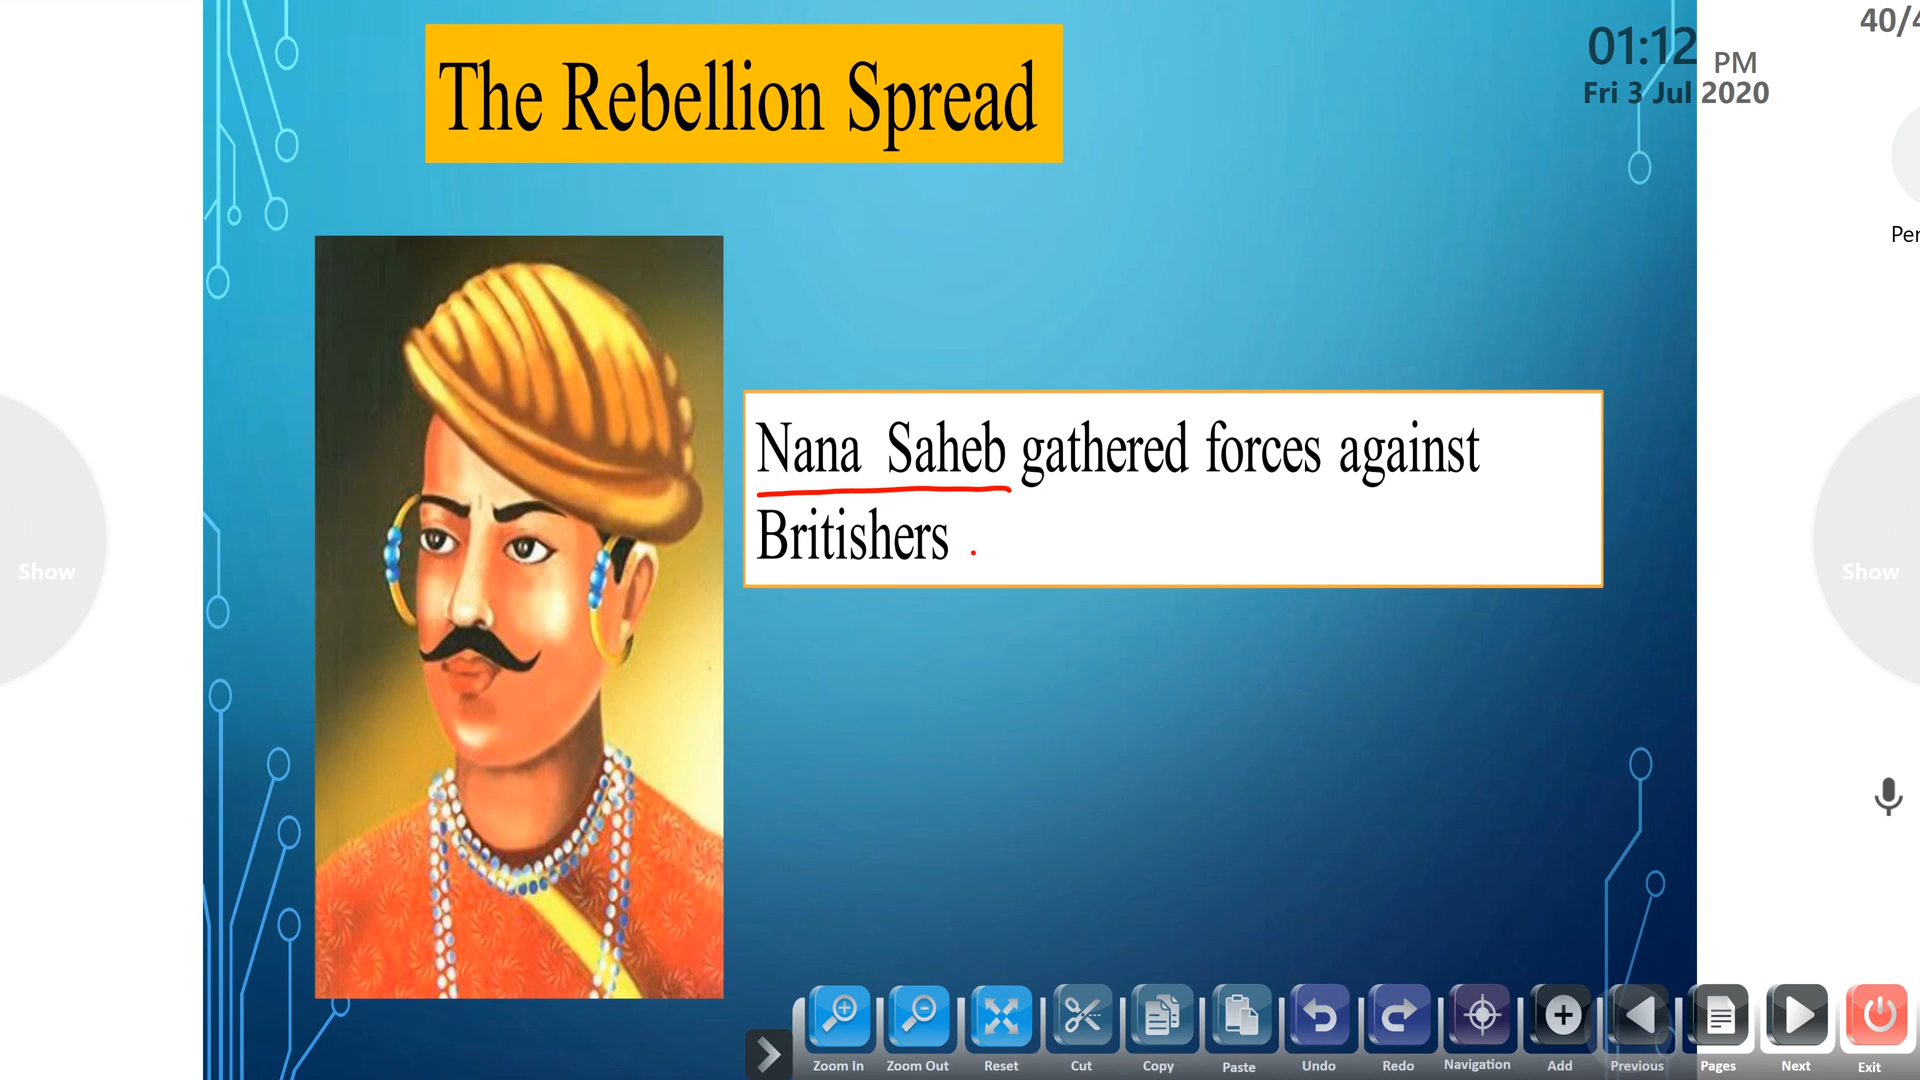 The Rebellion Spread
01:12 PM
Fri 3 Jul 2020
40/4
Per
Nana Saheb gathered forces against
Britishers .
Show
Show
Zoom In
Zoom Out
Reset
Cut
Copy
Paste
Undo
Redo
Navigation
Add
Previous
Pages
Next
Exit